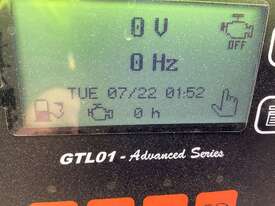 0 V
OFF
0 Hz
TUE 07/22 01:52
0 h
GTL01 - Advanced Series